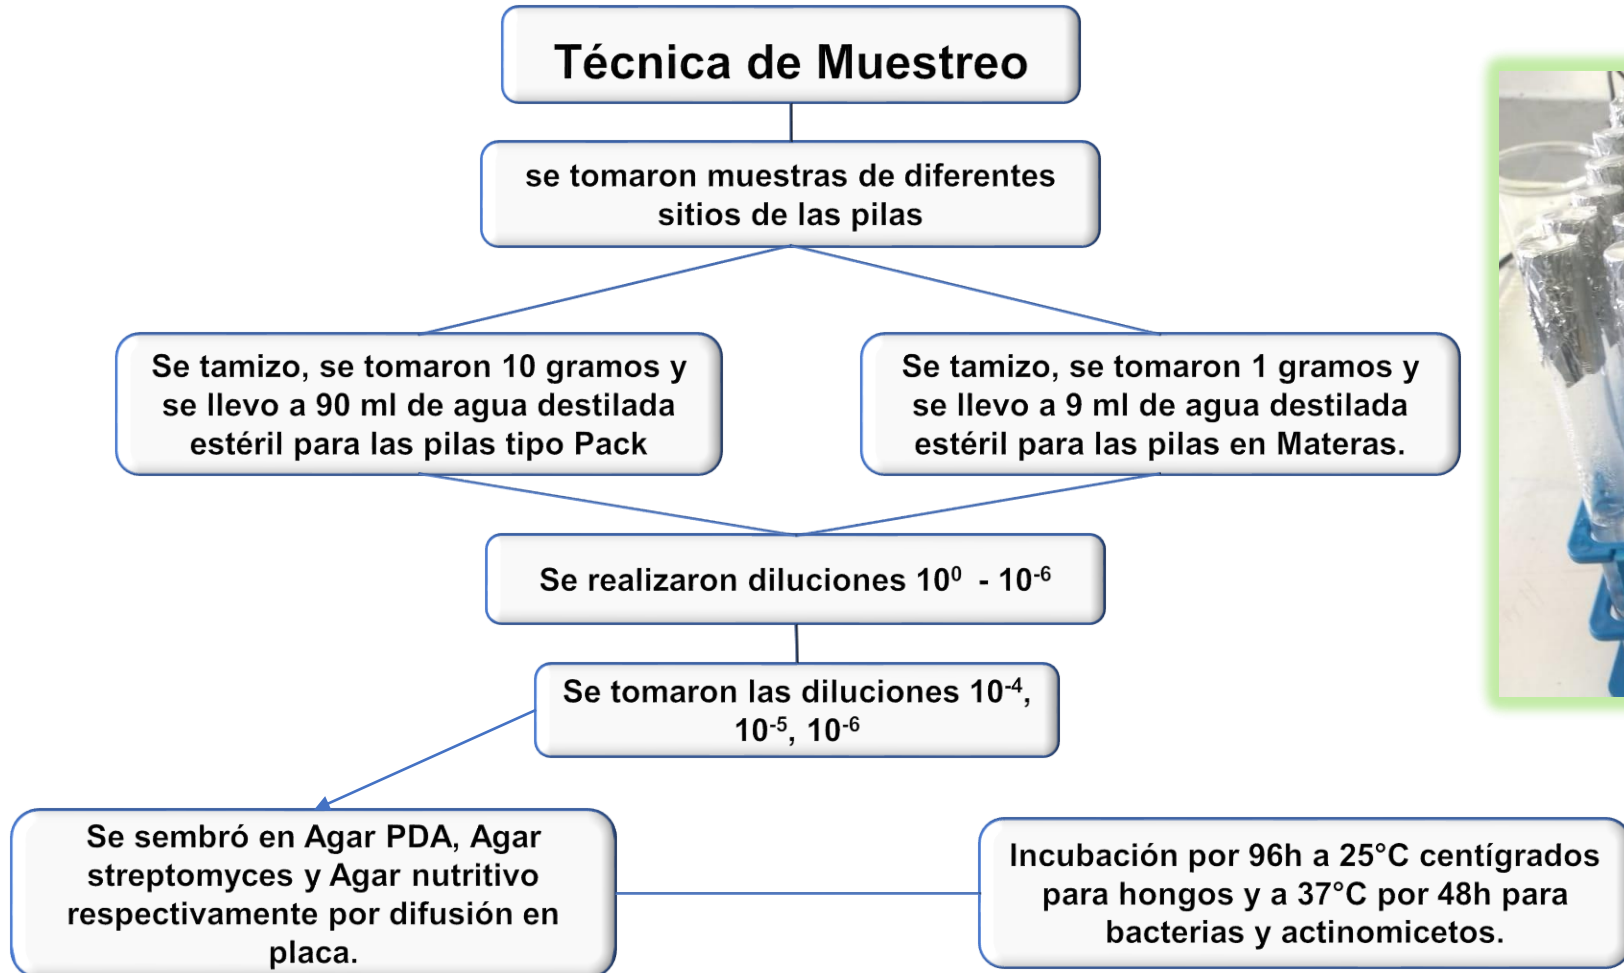 Técnica de Muestreo
se tomaron muestras de diferentes
sitios de las pilas
Se tamizo, se tomaron 10 gramos y
se llevo a 90 ml de agua destilada
estéril para las pilas tipo Pack
Se tamizo, se tomaron 1 gramos y
se llevo a 9 ml de agua destilada
estéril para las pilas en Materas.
Se realizaron diluciones 10⁰ - 10⁻⁶
Se tomaron las diluciones 10⁻⁴,
10⁻⁵, 10⁻⁶
Se sembró en Agar PDA, Agar
streptomyces y Agar nutritivo
respectivamente por difusión en
placa.
Incubación por 96h a 25°C centígrados
para hongos y a 37°C por 48h para
bacterias y actinomicetos.